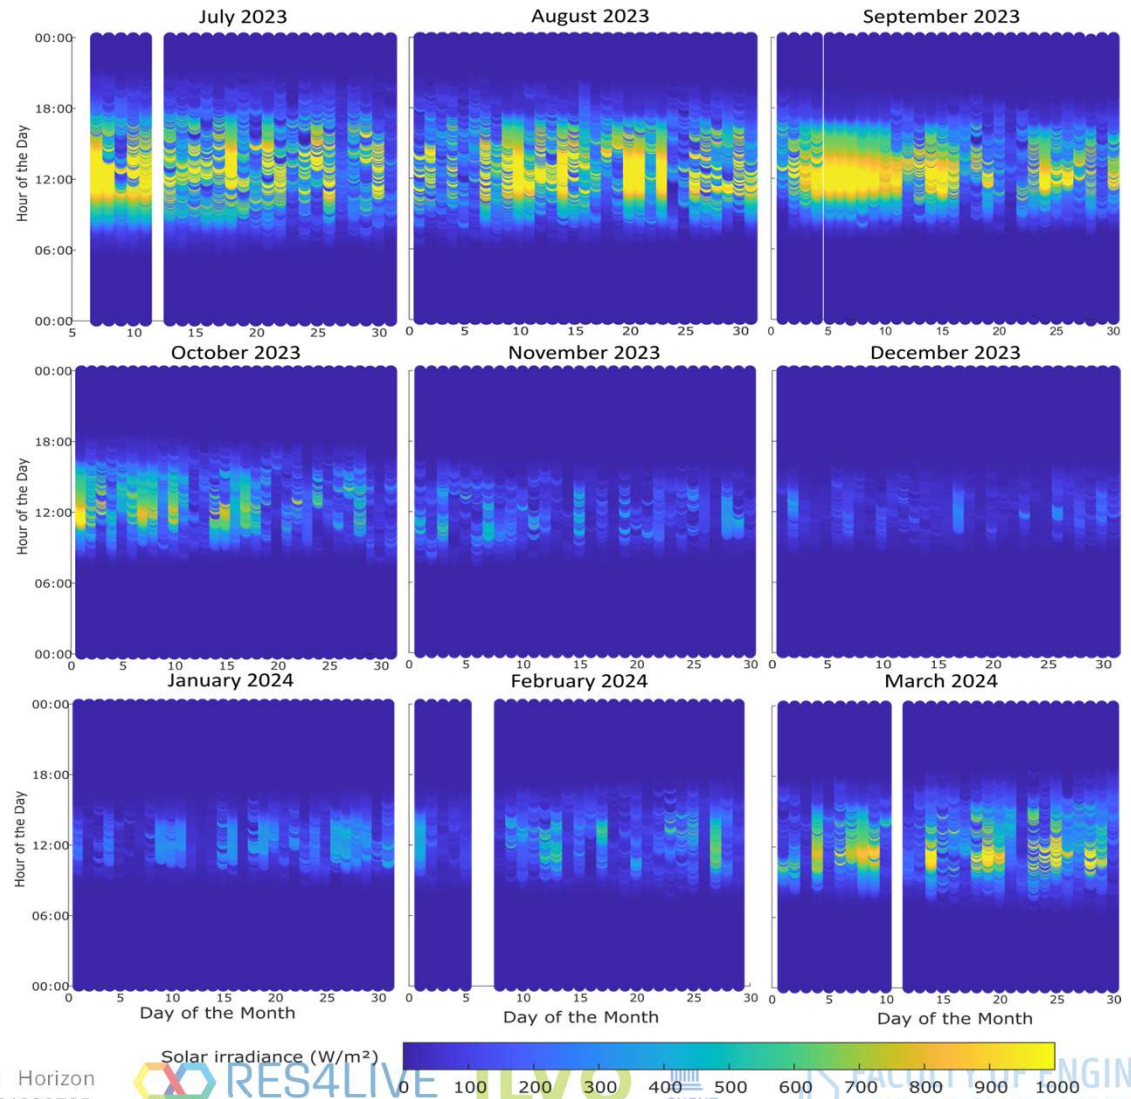 July 2023 August 2023 September 2023
Hour of the Day
00:00
18:00
12:00
06:00
00:00
5 10 15 20 25 30
0 5 10 15 20 25 30
0 5 10 15 20 25 30
October 2023 November 2023 December 2023
Hour of the Day
00:00
18:00
12:00
06:00
00:00
0 5 10 15 20 25 30
0 5 10 15 20 25 30
0 5 10 15 20 25 30
January 2024 February 2024 March 2024
Hour of the Day
00:00
18:00
12:00
06:00
00:00
0 5 10 15 20 25 30
0 5 10 15 20 25 30
0 5 10 15 20 25 30
Day of the Month Day of the Month Day of the Month
Solar irradiance (W/m²)
0 100 200 300 400 500 600 700 800 900 1000
Horizon
RES4LIVE
FACULTY OF ENGIN